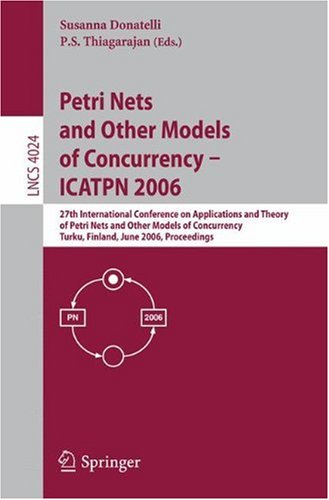 Susanna Donatelli
P.S. Thiagarajan (Eds.)
LNCS 4024
Petri Nets
and Other Models
of Concurrency –
ICATPN 2006
27th International Conference on Applications and Theory
of Petri Nets and Other Models of Concurrency
Turku, Finland, June 2006, Proceedings
PN
2006
Springer